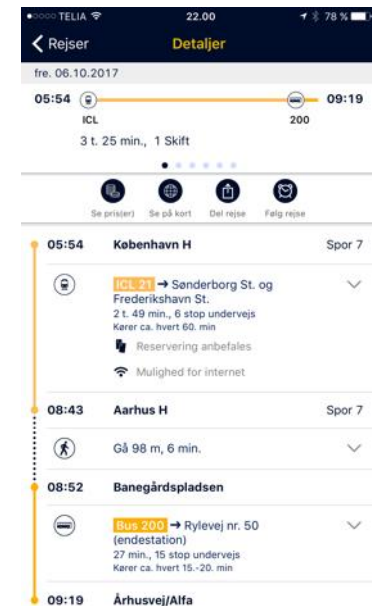 TELIA 22.00 78 %
Rejser Detaljer
fre. 06.10.2017
05:54 09:19
ICL 200
3 t. 25 min., 1 Skift
Se pris(er) Se på kort Del rejse Følg rejse
05:54 København H Spor 7
ICL 21 → Sønderborg St. og
Frederikshavn St.
2 t. 49 min., 6 stop undervejs
Kører ca. hvert 60. min
Reservering anbefales
Mulighed for internet
08:43 Aarhus H Spor 7
Gå 98 m, 6 min.
08:52 Banegårdspladsen
Bus 200 → Rylevej nr. 50
(endestation)
27 min., 15 stop undervejs
Kører ca. hvert 15.-20. min
09:19 Århusvej/Alfa